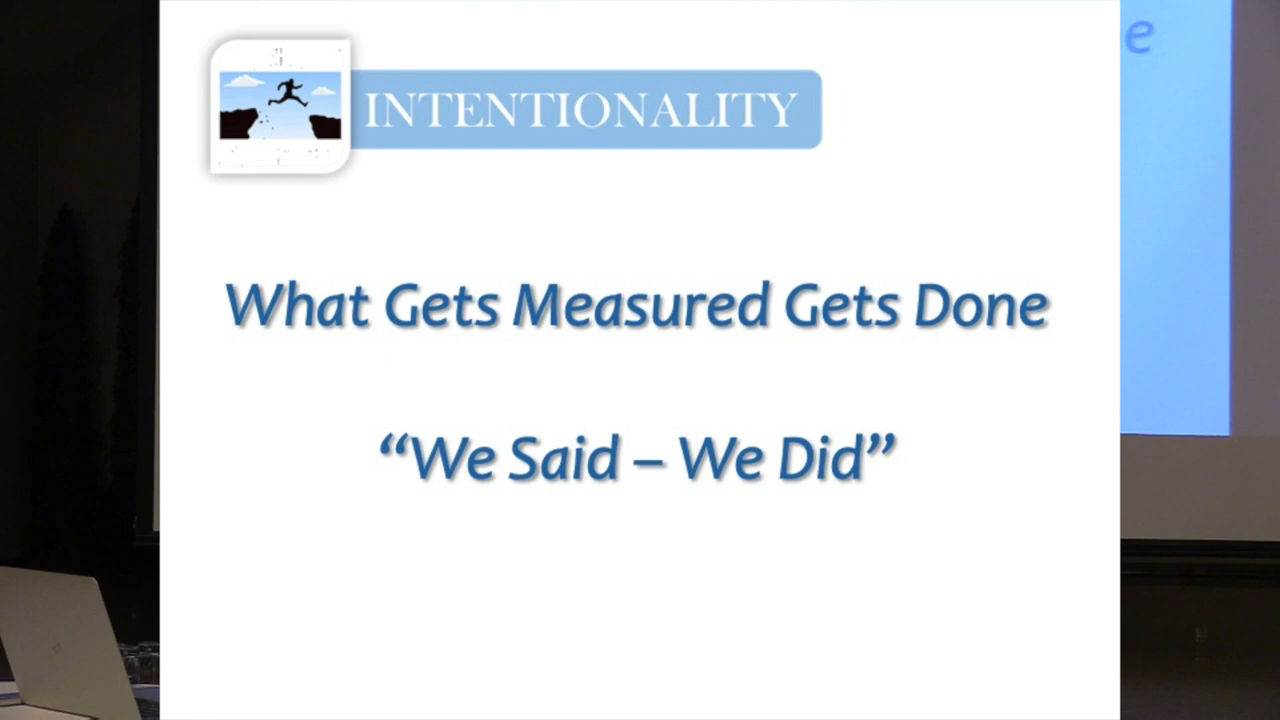 INTENTIONALITY
What Gets Measured Gets Done
“We Said – We Did”
e